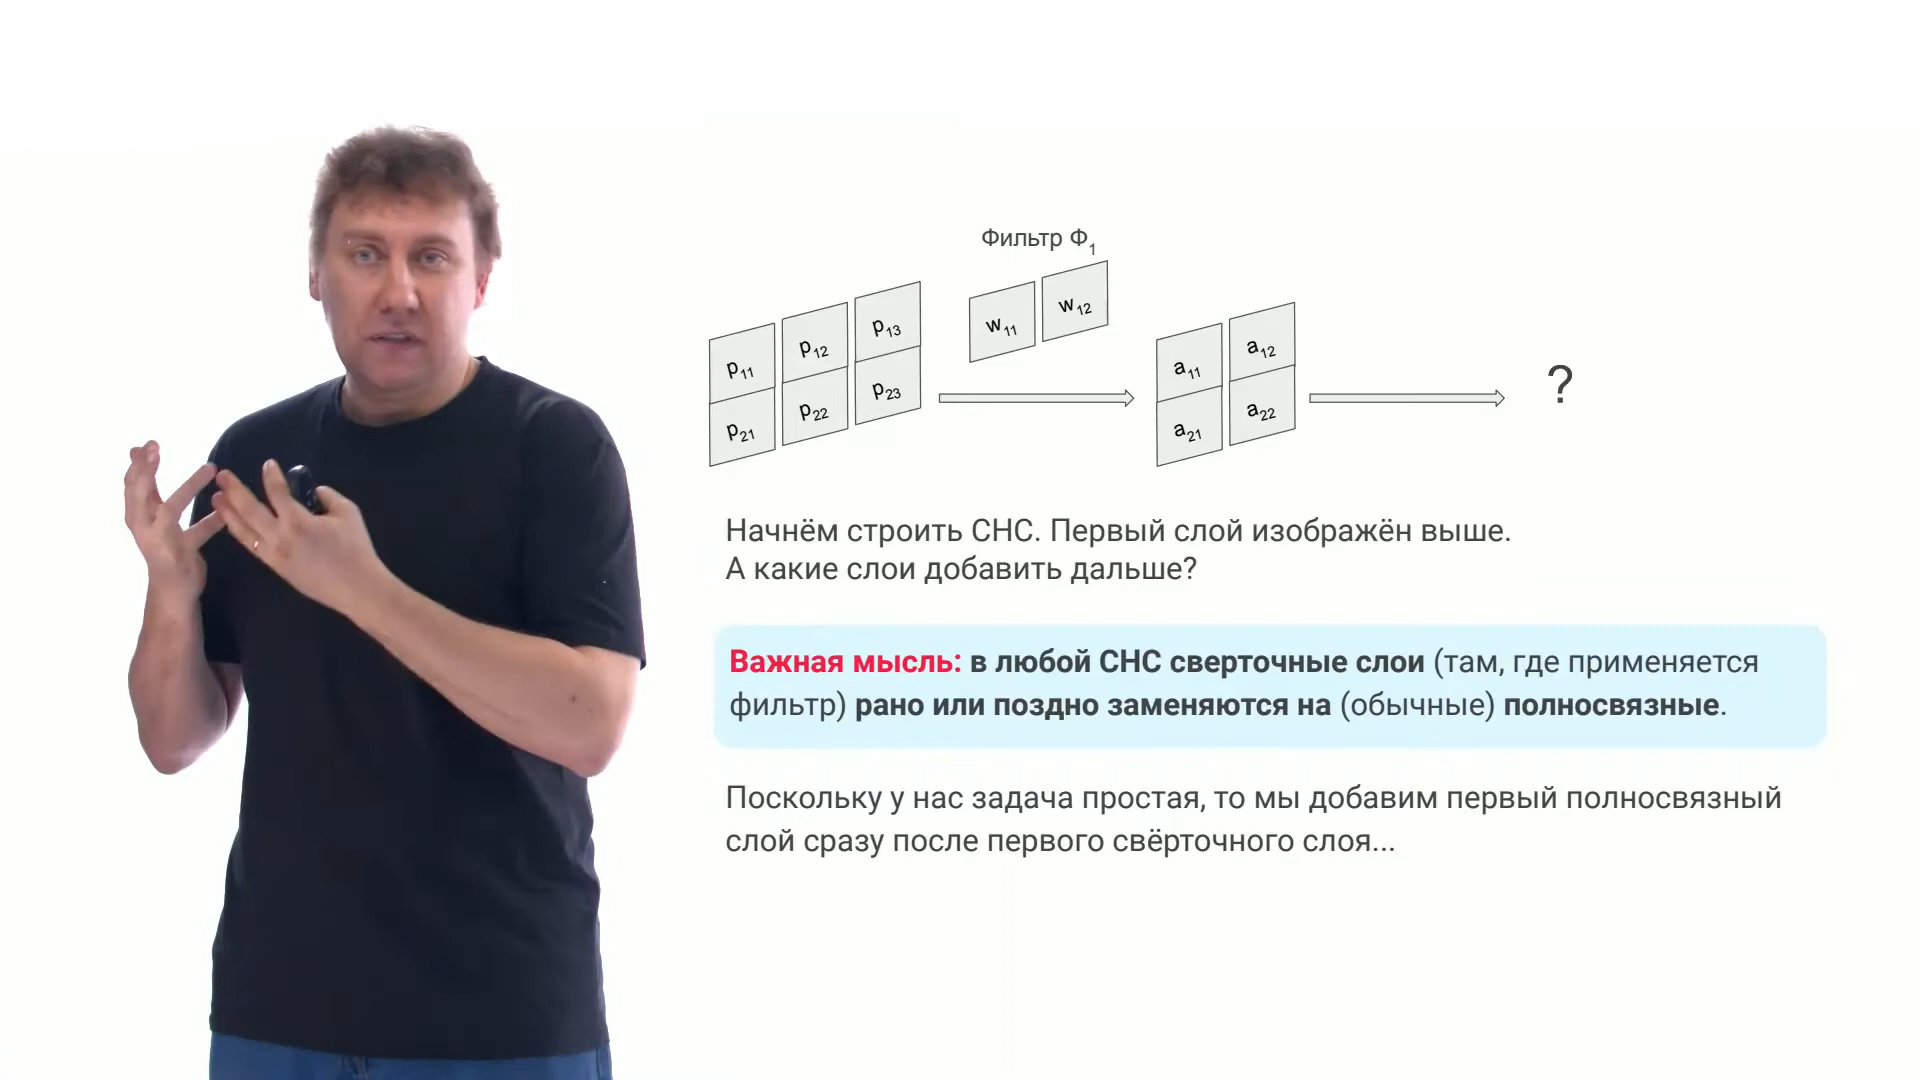 Фильтр Ф1
p11 p12 p13
p21 p22 p23
w11 w12
a11 a12
a21 a22
?
Начнём строить СНС. Первый слой изображён выше.
А какие слои добавить дальше?
Важная мысль: в любой СНС сверточные слои (там, где применяется
фильтр) рано или поздно заменяются на (обычные) полносвязные.
Поскольку у нас задача простая, то мы добавим первый полносвязный
слой сразу после первого свёрточного слоя...